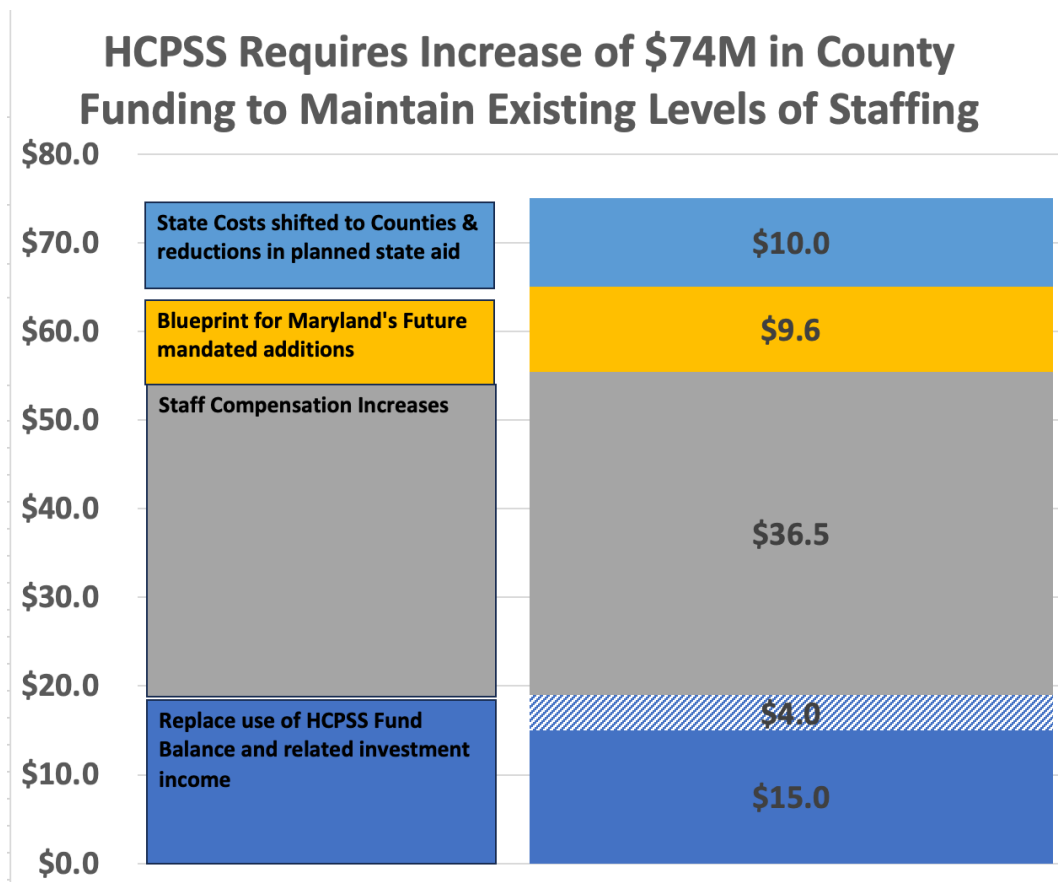 HCPSS Requires Increase of $74M in County
Funding to Maintain Existing Levels of Staffing
$80.0
$70.0
$60.0
$50.0
$40.0
$30.0
$20.0
$10.0
$0.0
State Costs shifted to Counties &
reductions in planned state aid
Blueprint for Maryland's Future
mandated additions
Staff Compensation Increases
Replace use of HCPSS Fund
Balance and related investment
income
$10.0
$9.6
$36.5
$4.0
$15.0